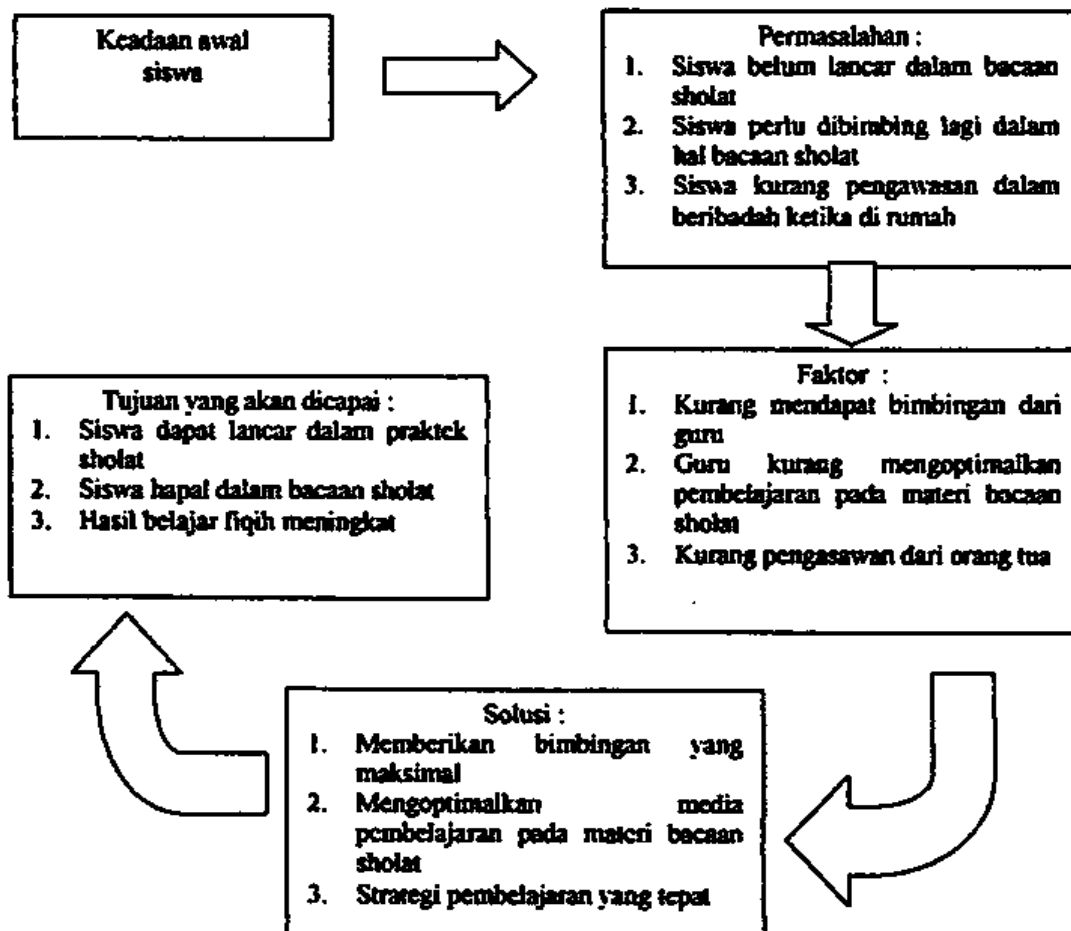 Keadaan awal
siswa
Permasalahan :
1. Siswa belum lancar dalam bacaan
sholat
2. Siswa perlu dibimbing lagi dalam
hal bacaan sholat
3. Siswa kurang pengawasan dalam
beribadah ketika di rumah
Faktor :
1. Kurang mendapat bimbingan dari
guru
2. Guru kurang mengoptimalkan
pembelajaran pada materi bacaan
sholat
3. Kurang pengasawan dari orang tua
Solusi :
1. Memberikan bimbingan yang
maksimal
2. Mengoptimalkan media
pembelajaran pada materi bacaan
sholat
3. Strategi pembelajaran yang tepat
Tujuan yang akan dicapai :
1. Siswa dapat lancar dalam praktek
sholat
2. Siswa hapal dalam bacaan sholat
3. Hasil belajar fiqih meningkat